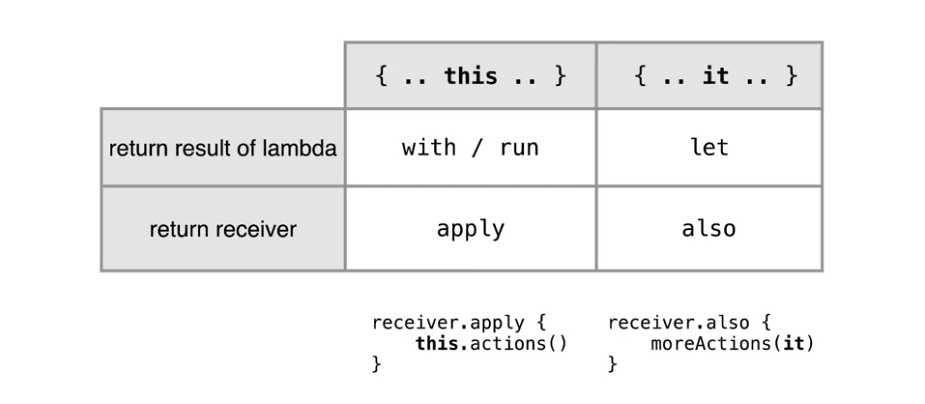 { .. this .. } { .. it .. }
return result of lambda with / run let
return receiver apply also
receiver.apply {
    this.actions()
}
receiver.also {
    moreActions(it)
}